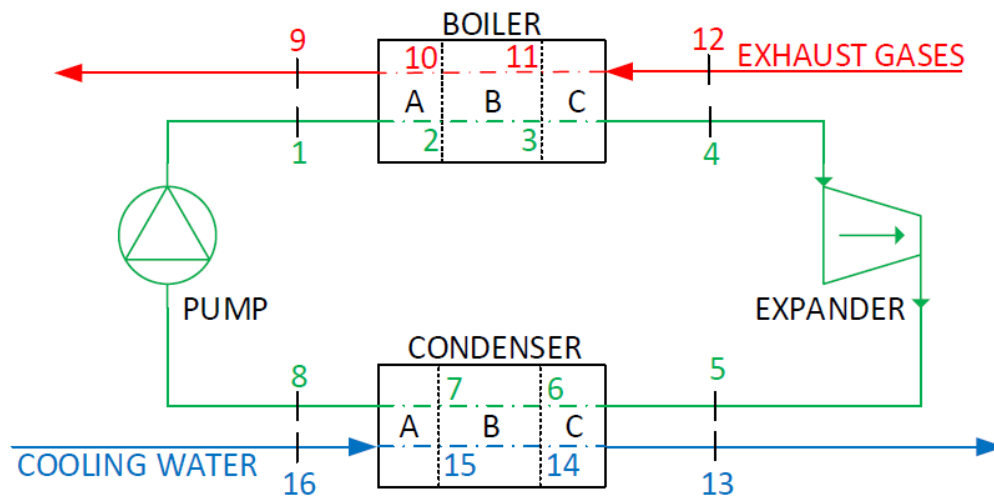 BOILER
9
10
11
12
EXHAUST GASES
A
B
C
1
2
3
4
PUMP
EXPANDER
CONDENSER
8
7
6
5
A
B
C
COOLING WATER
16
15
14
13